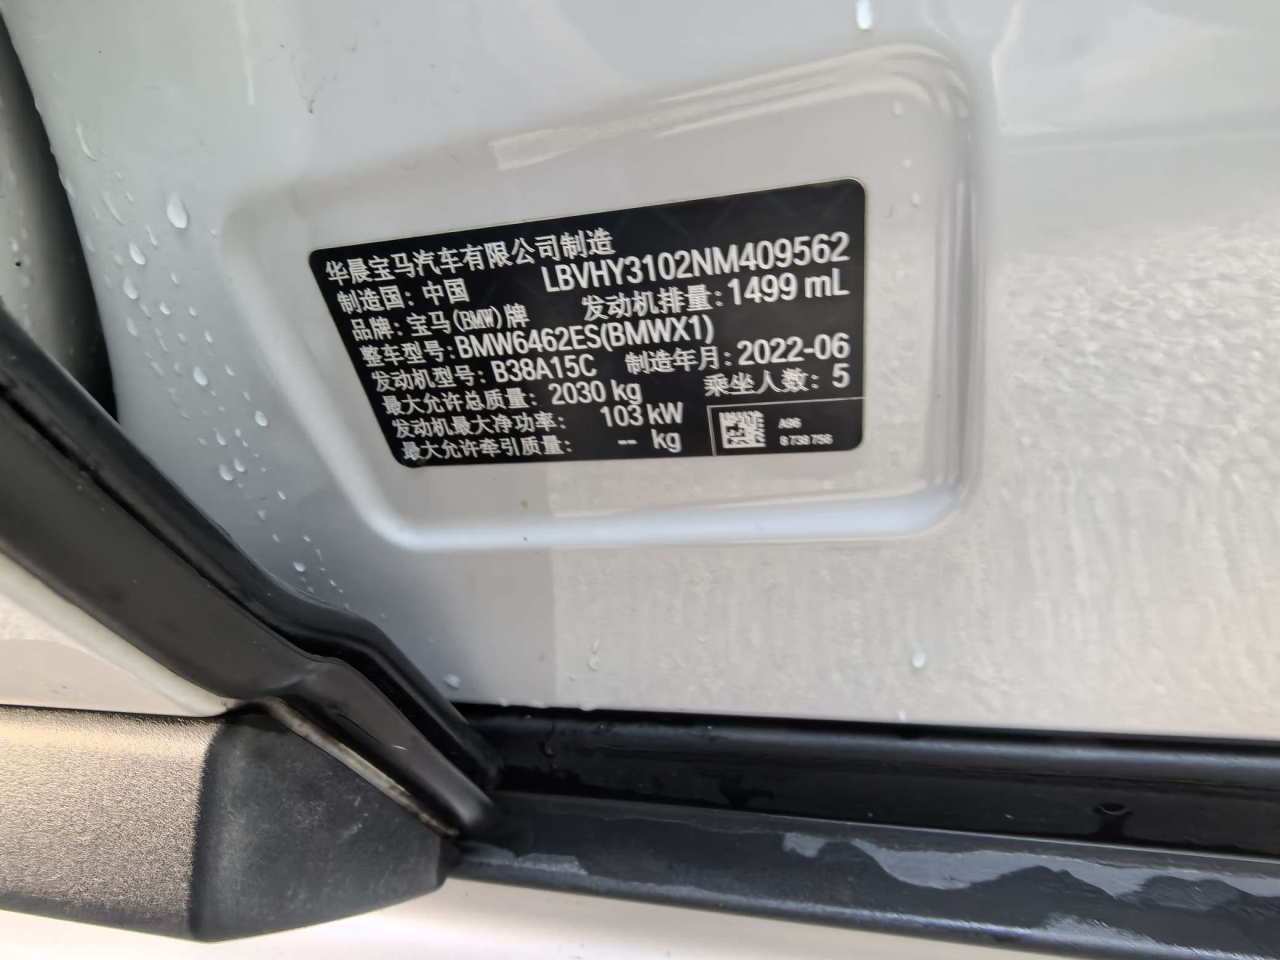 华晨宝马汽车有限公司制造
制造国：中国 LBVHY3102NM409562
品牌：宝马(BMW)牌 发动机排量：1499 mL
整车型号：BMW6462ES(BMWX1)
发动机型号：B38A15C 制造年月：2022-06
最大允许总质量：2030 kg 乘坐人数：5
发动机最大净功率：103 kW
最大允许牵引质量：-- kg
A96
8 738 756